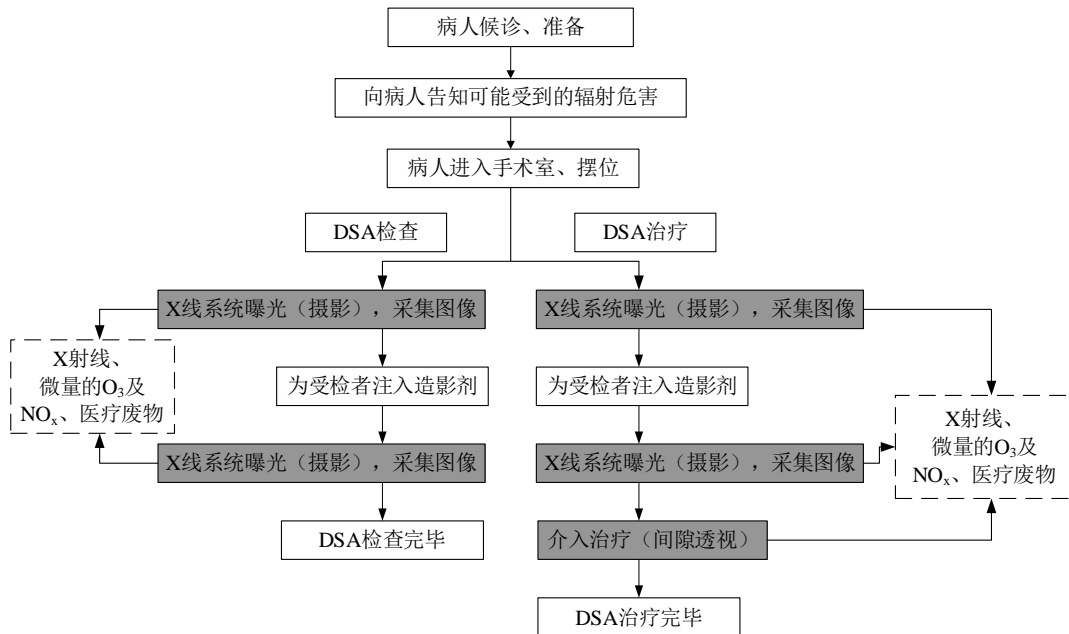 病人候诊、准备
向病人告知可能受到的辐射危害
病人进入手术室、摆位
DSA检查
DSA治疗
X线系统曝光（摄影），采集图像
X线系统曝光（摄影），采集图像
X射线、
微量的O₃及
NOₓ、医疗废物
为受检者注入造影剂
为受检者注入造影剂
X射线、
微量的O₃及
NOₓ、医疗废物
X线系统曝光（摄影），采集图像
X线系统曝光（摄影），采集图像
DSA检查完毕
介入治疗（间隙透视）
DSA治疗完毕